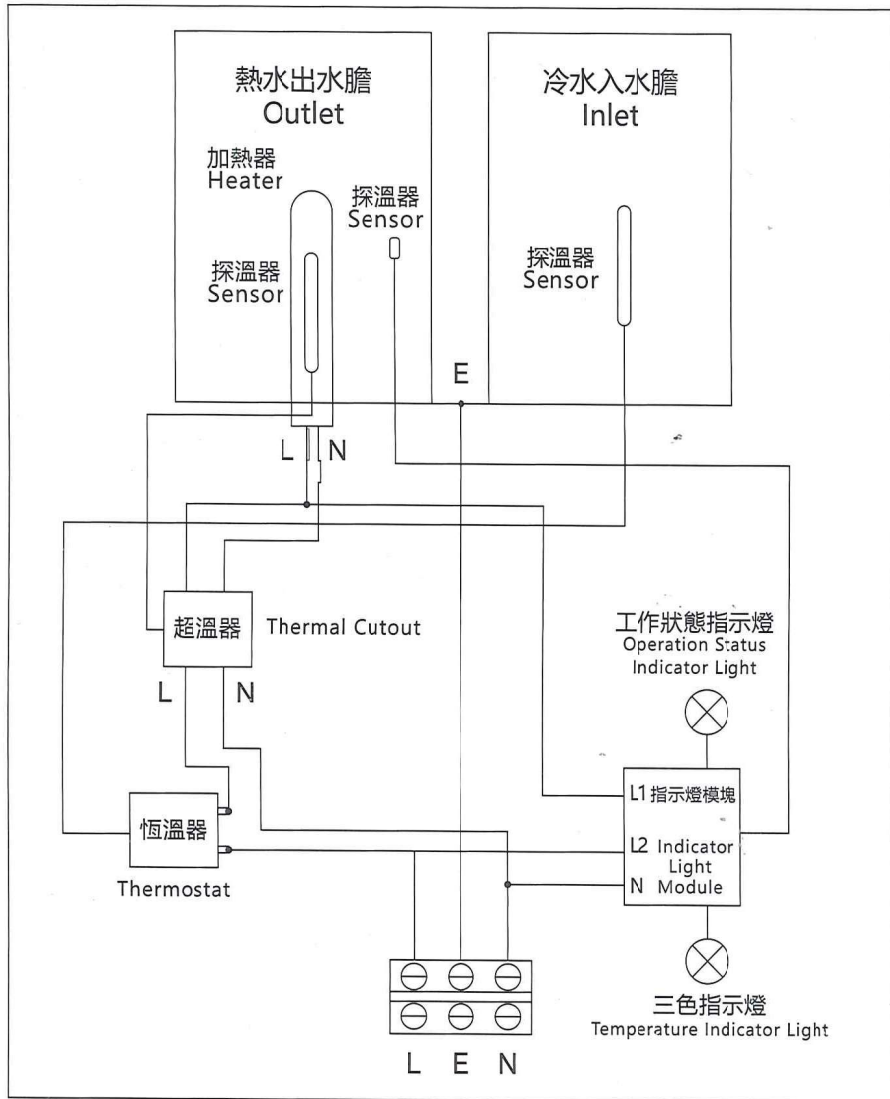 熱水出水膽
Outlet
冷水入水膽
Inlet
加熱器
Heater
探溫器
Sensor
探溫器
Sensor
探溫器
Sensor
E
L
N
超溫器
Thermal Cutout
L
N
工作狀態指示燈
Operation Status
Indicator Light
L1 指示燈模塊
恆溫器
L2 Indicator
Light
N Module
Thermostat
三色指示燈
Temperature Indicator Light
L E N